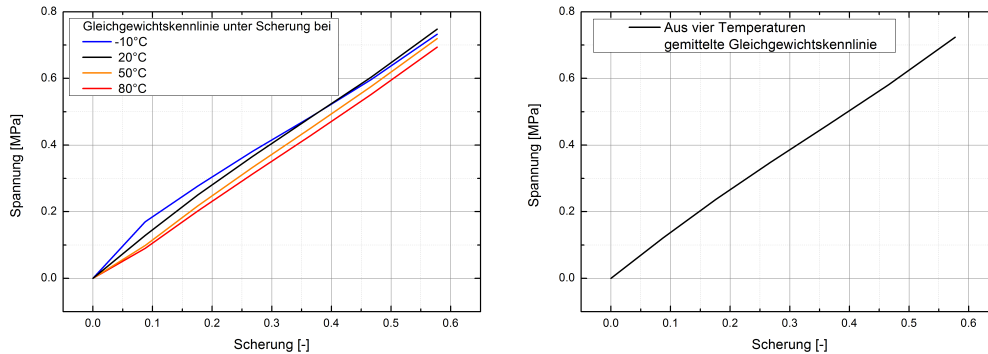 Gleichgewichtskennlinie unter Scherung bei
-10°C
20°C
50°C
80°C
0.8
0.6
0.4
0.2
0.0
Spannung [MPa]
0.0 0.1 0.2 0.3 0.4 0.5 0.6
Scherung [-]
Aus vier Temperaturen
gemittelte Gleichgewichtskennlinie
0.8
0.6
0.4
0.2
0.0
Spannung [MPa]
0.0 0.1 0.2 0.3 0.4 0.5 0.6
Scherung [-]